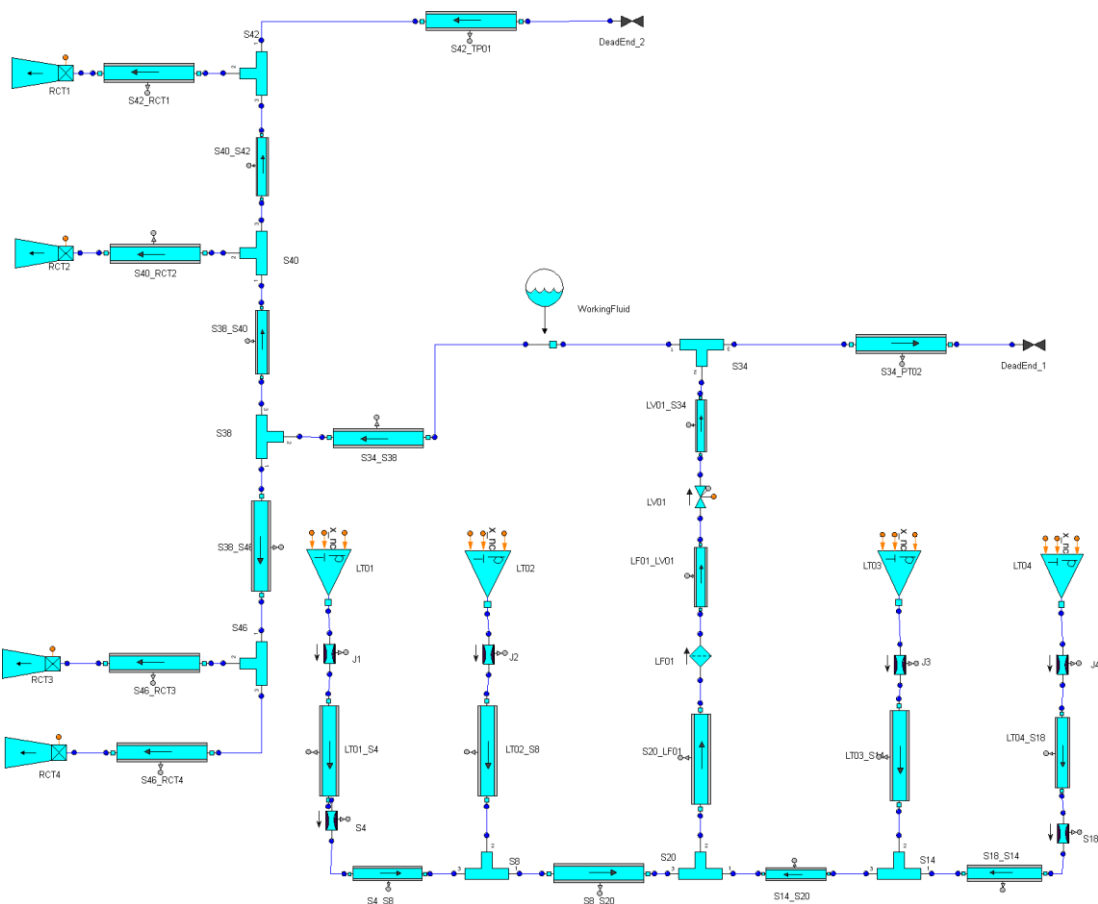 S42
S42_TP01
DeadEnd_2
RCT1
S42_RCT1
S40_S42
RCT2
S40_RCT2
S40
S38_S40
WorkingFluid
S34
S34_PT02
DeadEnd_1
S38
S34_S38
LV01_S34
LV01
S38_S46
LT01
LT02
LF01_LV01
LT03
LT04
S46
RCT3
S46_RCT3
J1
J2
LF01
J3
J4
RCT4
S46_RCT4
LT01_S4
LT02_S8
S20_LF01
LT03_S14
LT04_S18
S4
S18
S8
S20
S14
S18_S14
S4_S8
S8_S20
S14_S20